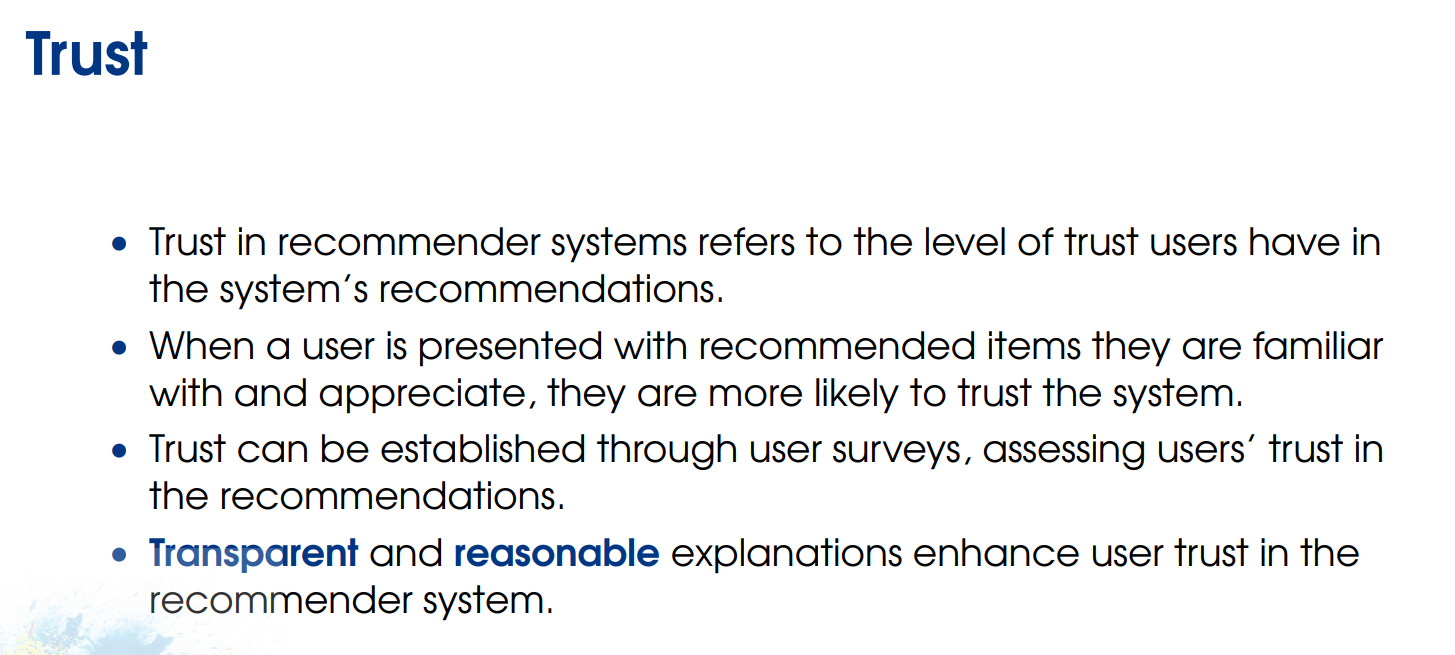 Trust
• Trust in recommender systems refers to the level of trust users have in
the system’s recommendations.
• When a user is presented with recommended items they are familiar
with and appreciate, they are more likely to trust the system.
• Trust can be established through user surveys, assessing users’ trust in
the recommendations.
• Transparent and reasonable explanations enhance user trust in the
recommender system.